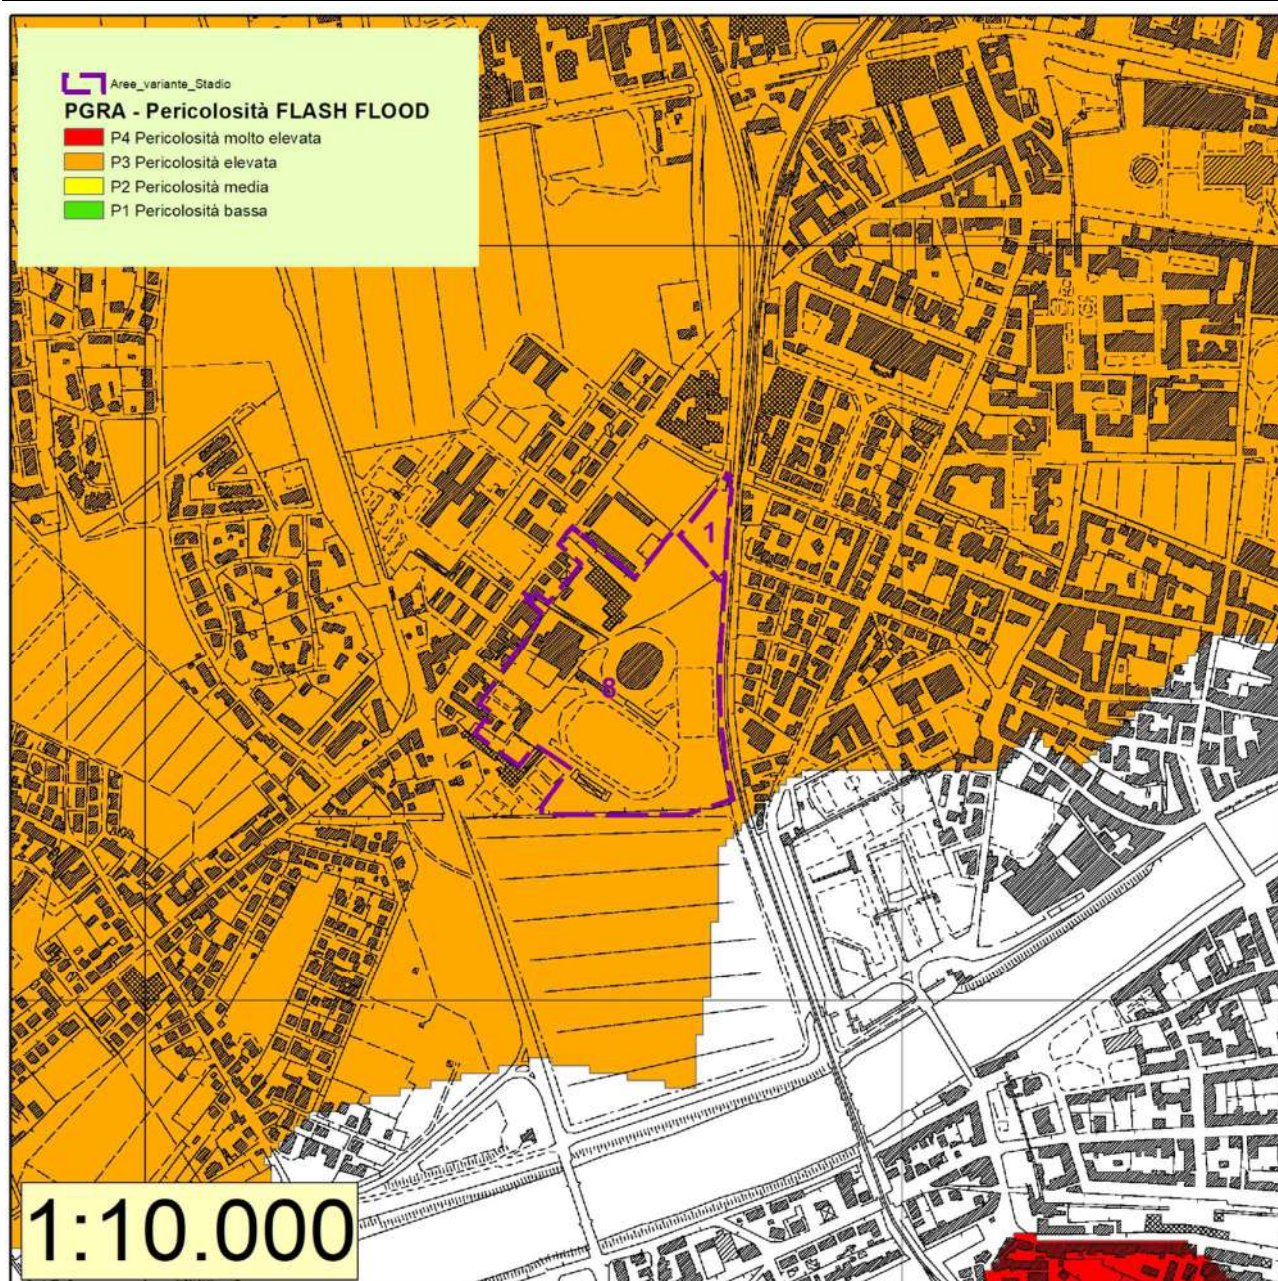 Aree_variante_Stadio
PGRA - Pericolosità FLASH FLOOD
P4 Pericolosità molto elevata
P3 Pericolosità elevata
P2 Pericolosità media
P1 Pericolosità bassa
1
8
1:10.000